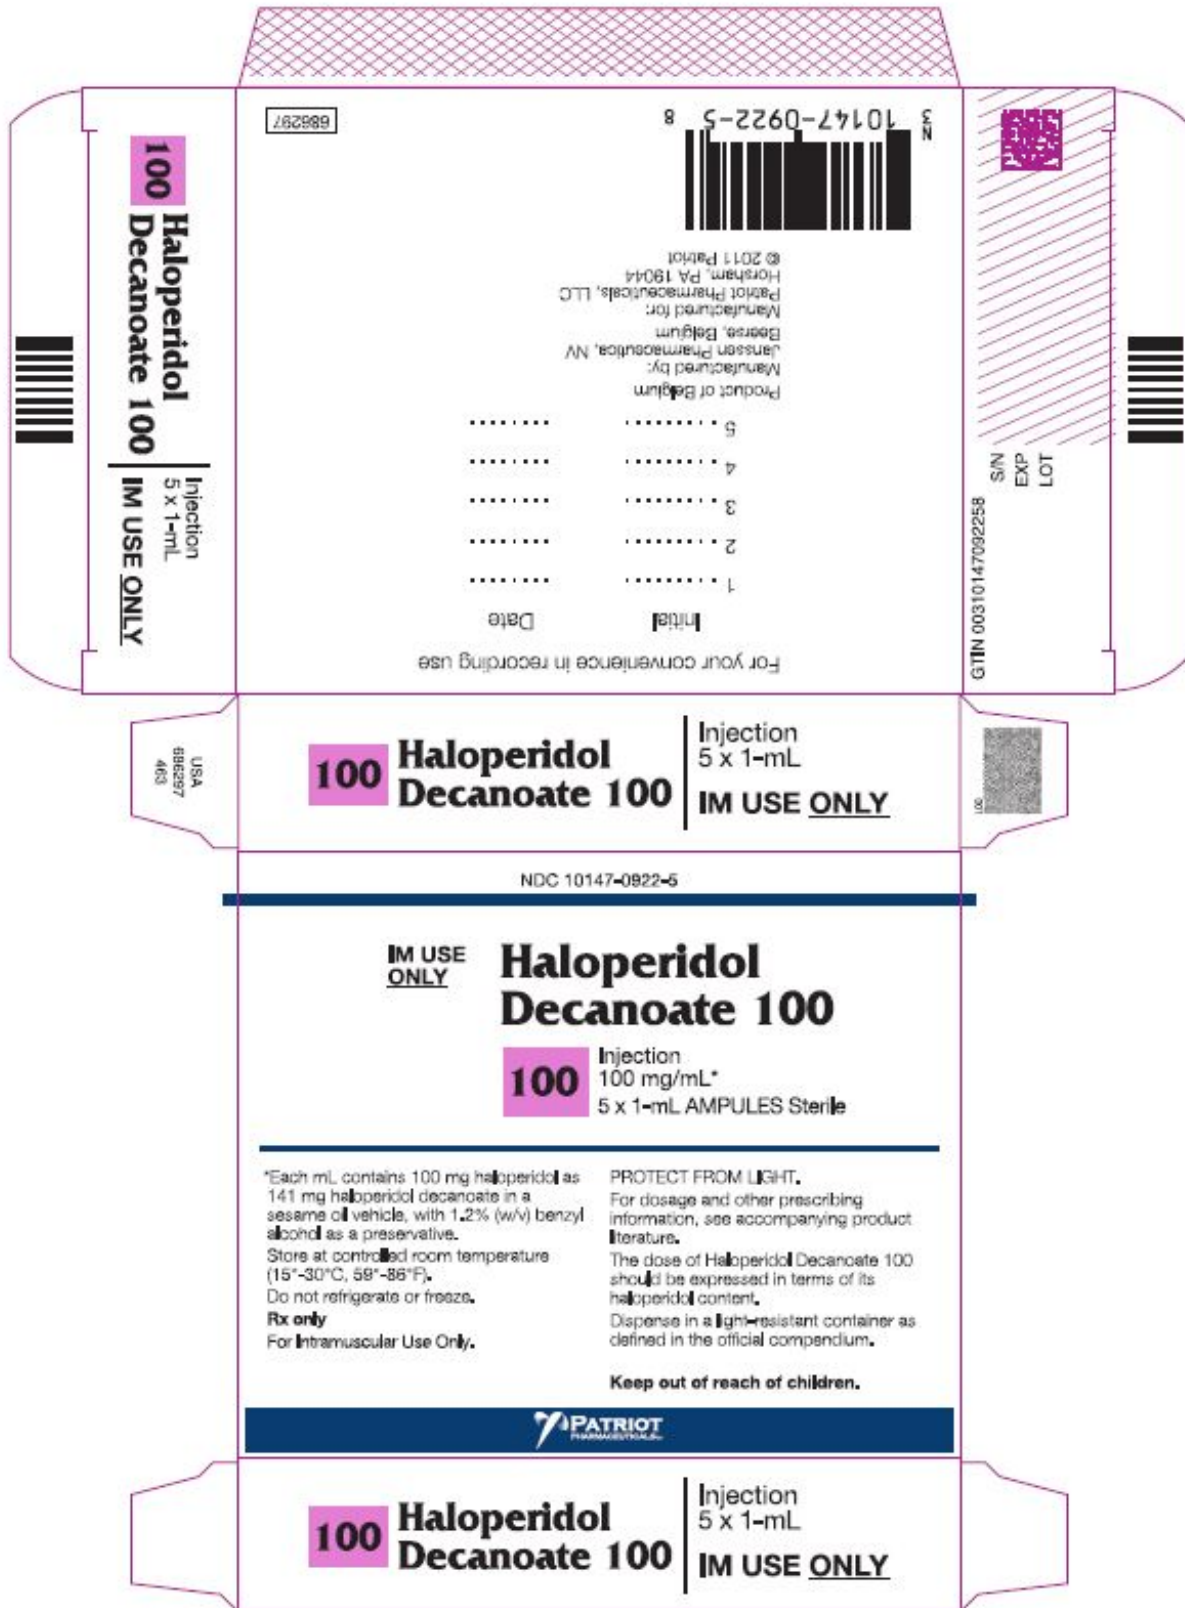 686297
N
3 10147-0922-5 8
© 2011 Patriot
Horsham, PA 19044
Patriot Pharmaceuticals, LLC
Manufactured for:
Beerse, Belgium
Janssen Pharmaceutica, NV
Manufactured by:
Product of Belgium
5 ......... ........
4 ......... ........
3 ......... ........
2 ......... ........
1 ......... ........
Initial Date
For your convenience in recording use
100 Haloperidol
Decanoate 100
Injection
5 x 1-mL
IM USE ONLY
S/N
EXP
LOT
GTIN 00310147092258
USA
686297
463
100 Haloperidol
Decanoate 100
Injection
5 x 1-mL
IM USE ONLY
NDC 10147-0922-5
IM USE
ONLY
Haloperidol
Decanoate 100
100
Injection
100 mg/mL*
5 x 1-mL AMPULES Sterile
*Each mL contains 100 mg haloperidol as
141 mg haloperidol decanoate in a
sesame oil vehicle, with 1.2% (w/v) benzyl
alcohol as a preservative.
Store at controlled room temperature
(15°-30°C, 59°-86°F).
Do not refrigerate or freeze.
Rx only
For Intramuscular Use Only.
PROTECT FROM LIGHT.
For dosage and other prescribing
information, see accompanying product
literature.
The dose of Haloperidol Decanoate 100
should be expressed in terms of its
haloperidol content.
Dispense in a light-resistant container as
defined in the official compendium.
Keep out of reach of children.
PATRIOT
PHARMACEUTICALS
100 Haloperidol
Decanoate 100
Injection
5 x 1-mL
IM USE ONLY